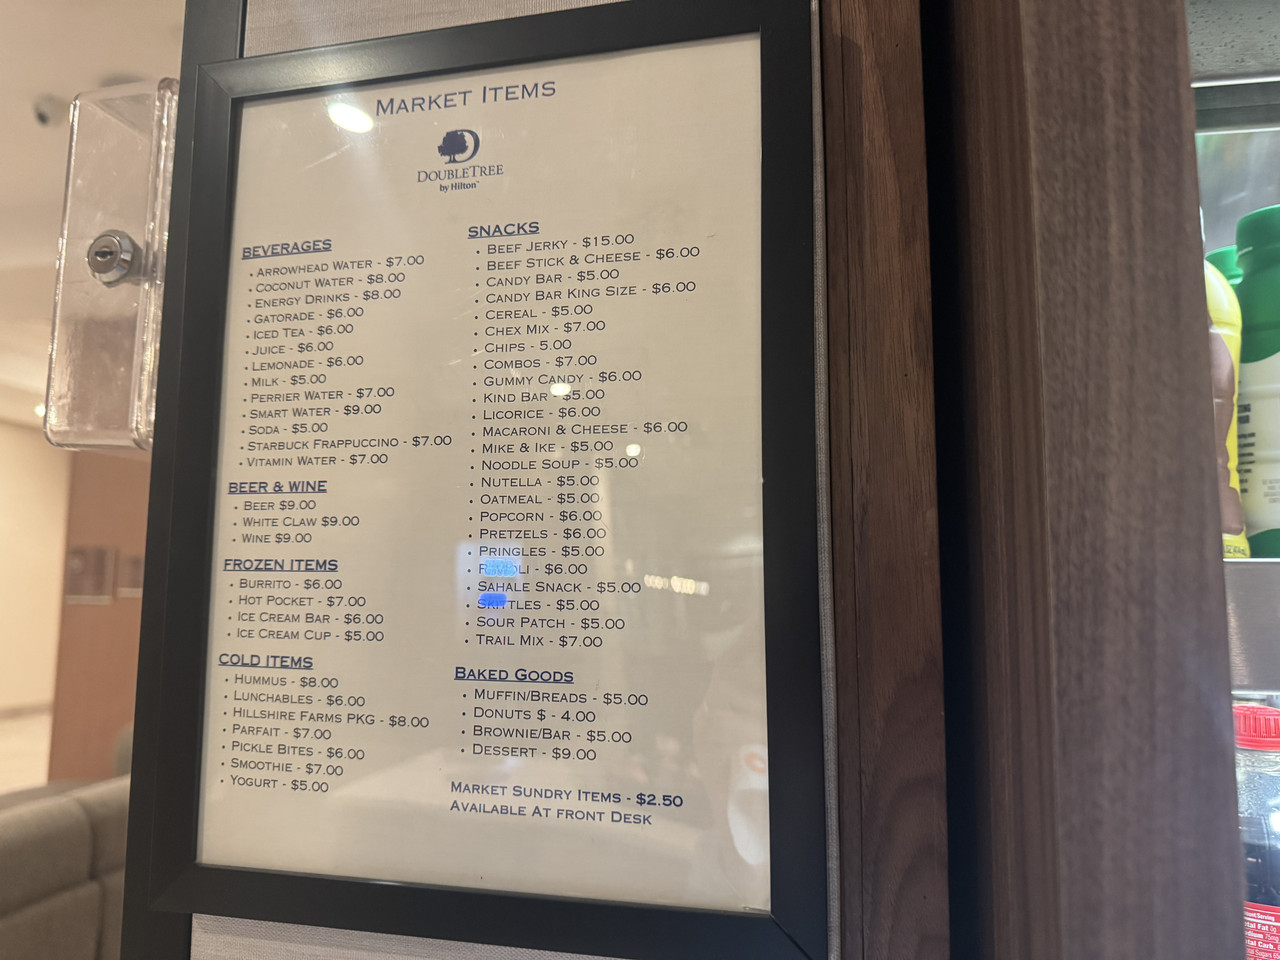 MARKET ITEMS
DOUBLETREE
by Hilton™
BEVERAGES
• ARROWHEAD WATER - $7.00
• COCONUT WATER - $8.00
• ENERGY DRINKS - $8.00
• GATORADE - $6.00
• ICED TEA - $6.00
• JUICE - $6.00
• LEMONADE - $6.00
• MILK - $5.00
• PERRIER WATER - $7.00
• SMART WATER - $9.00
• SODA - $5.00
• STARBUCK FRAPPUCCINO - $7.00
• VITAMIN WATER - $7.00
BEER & WINE
• BEER $9.00
• WHITE CLAW $9.00
• WINE $9.00
FROZEN ITEMS
• BURRITO - $6.00
• HOT POCKET - $7.00
• ICE CREAM BAR - $6.00
• ICE CREAM CUP - $5.00
COLD ITEMS
• HUMMUS - $8.00
• LUNCHABLES - $6.00
• HILLSHIRE FARMS PKG - $8.00
• PARFAIT - $7.00
• PICKLE BITES - $6.00
• SMOOTHIE - $7.00
• YOGURT - $5.00
SNACKS
• BEEF JERKY - $15.00
• BEEF STICK & CHEESE - $6.00
• CANDY BAR - $5.00
• CANDY BAR KING SIZE - $6.00
• CEREAL - $5.00
• CHEX MIX - $7.00
• CHIPS - 5.00
• COMBOS - $7.00
• GUMMY CANDY - $6.00
• KIND BAR - $5.00
• LICORICE - $6.00
• MACARONI & CHEESE - $6.00
• MIKE & IKE - $5.00
• NOODLE SOUP - $5.00
• NUTELLA - $5.00
• OATMEAL - $5.00
• POPCORN - $6.00
• PRETZELS - $6.00
• PRINGLES - $5.00
• RAVIOLI - $6.00
• SAHALE SNACK - $5.00
• SKITTLES - $5.00
• SOUR PATCH - $5.00
• TRAIL MIX - $7.00
BAKED GOODS
• MUFFIN/BREADS - $5.00
• DONUTS $ - 4.00
• BROWNIE/BAR - $5.00
• DESSERT - $9.00
MARKET SUNDRY ITEMS - $2.50
AVAILABLE AT FRONT DESK